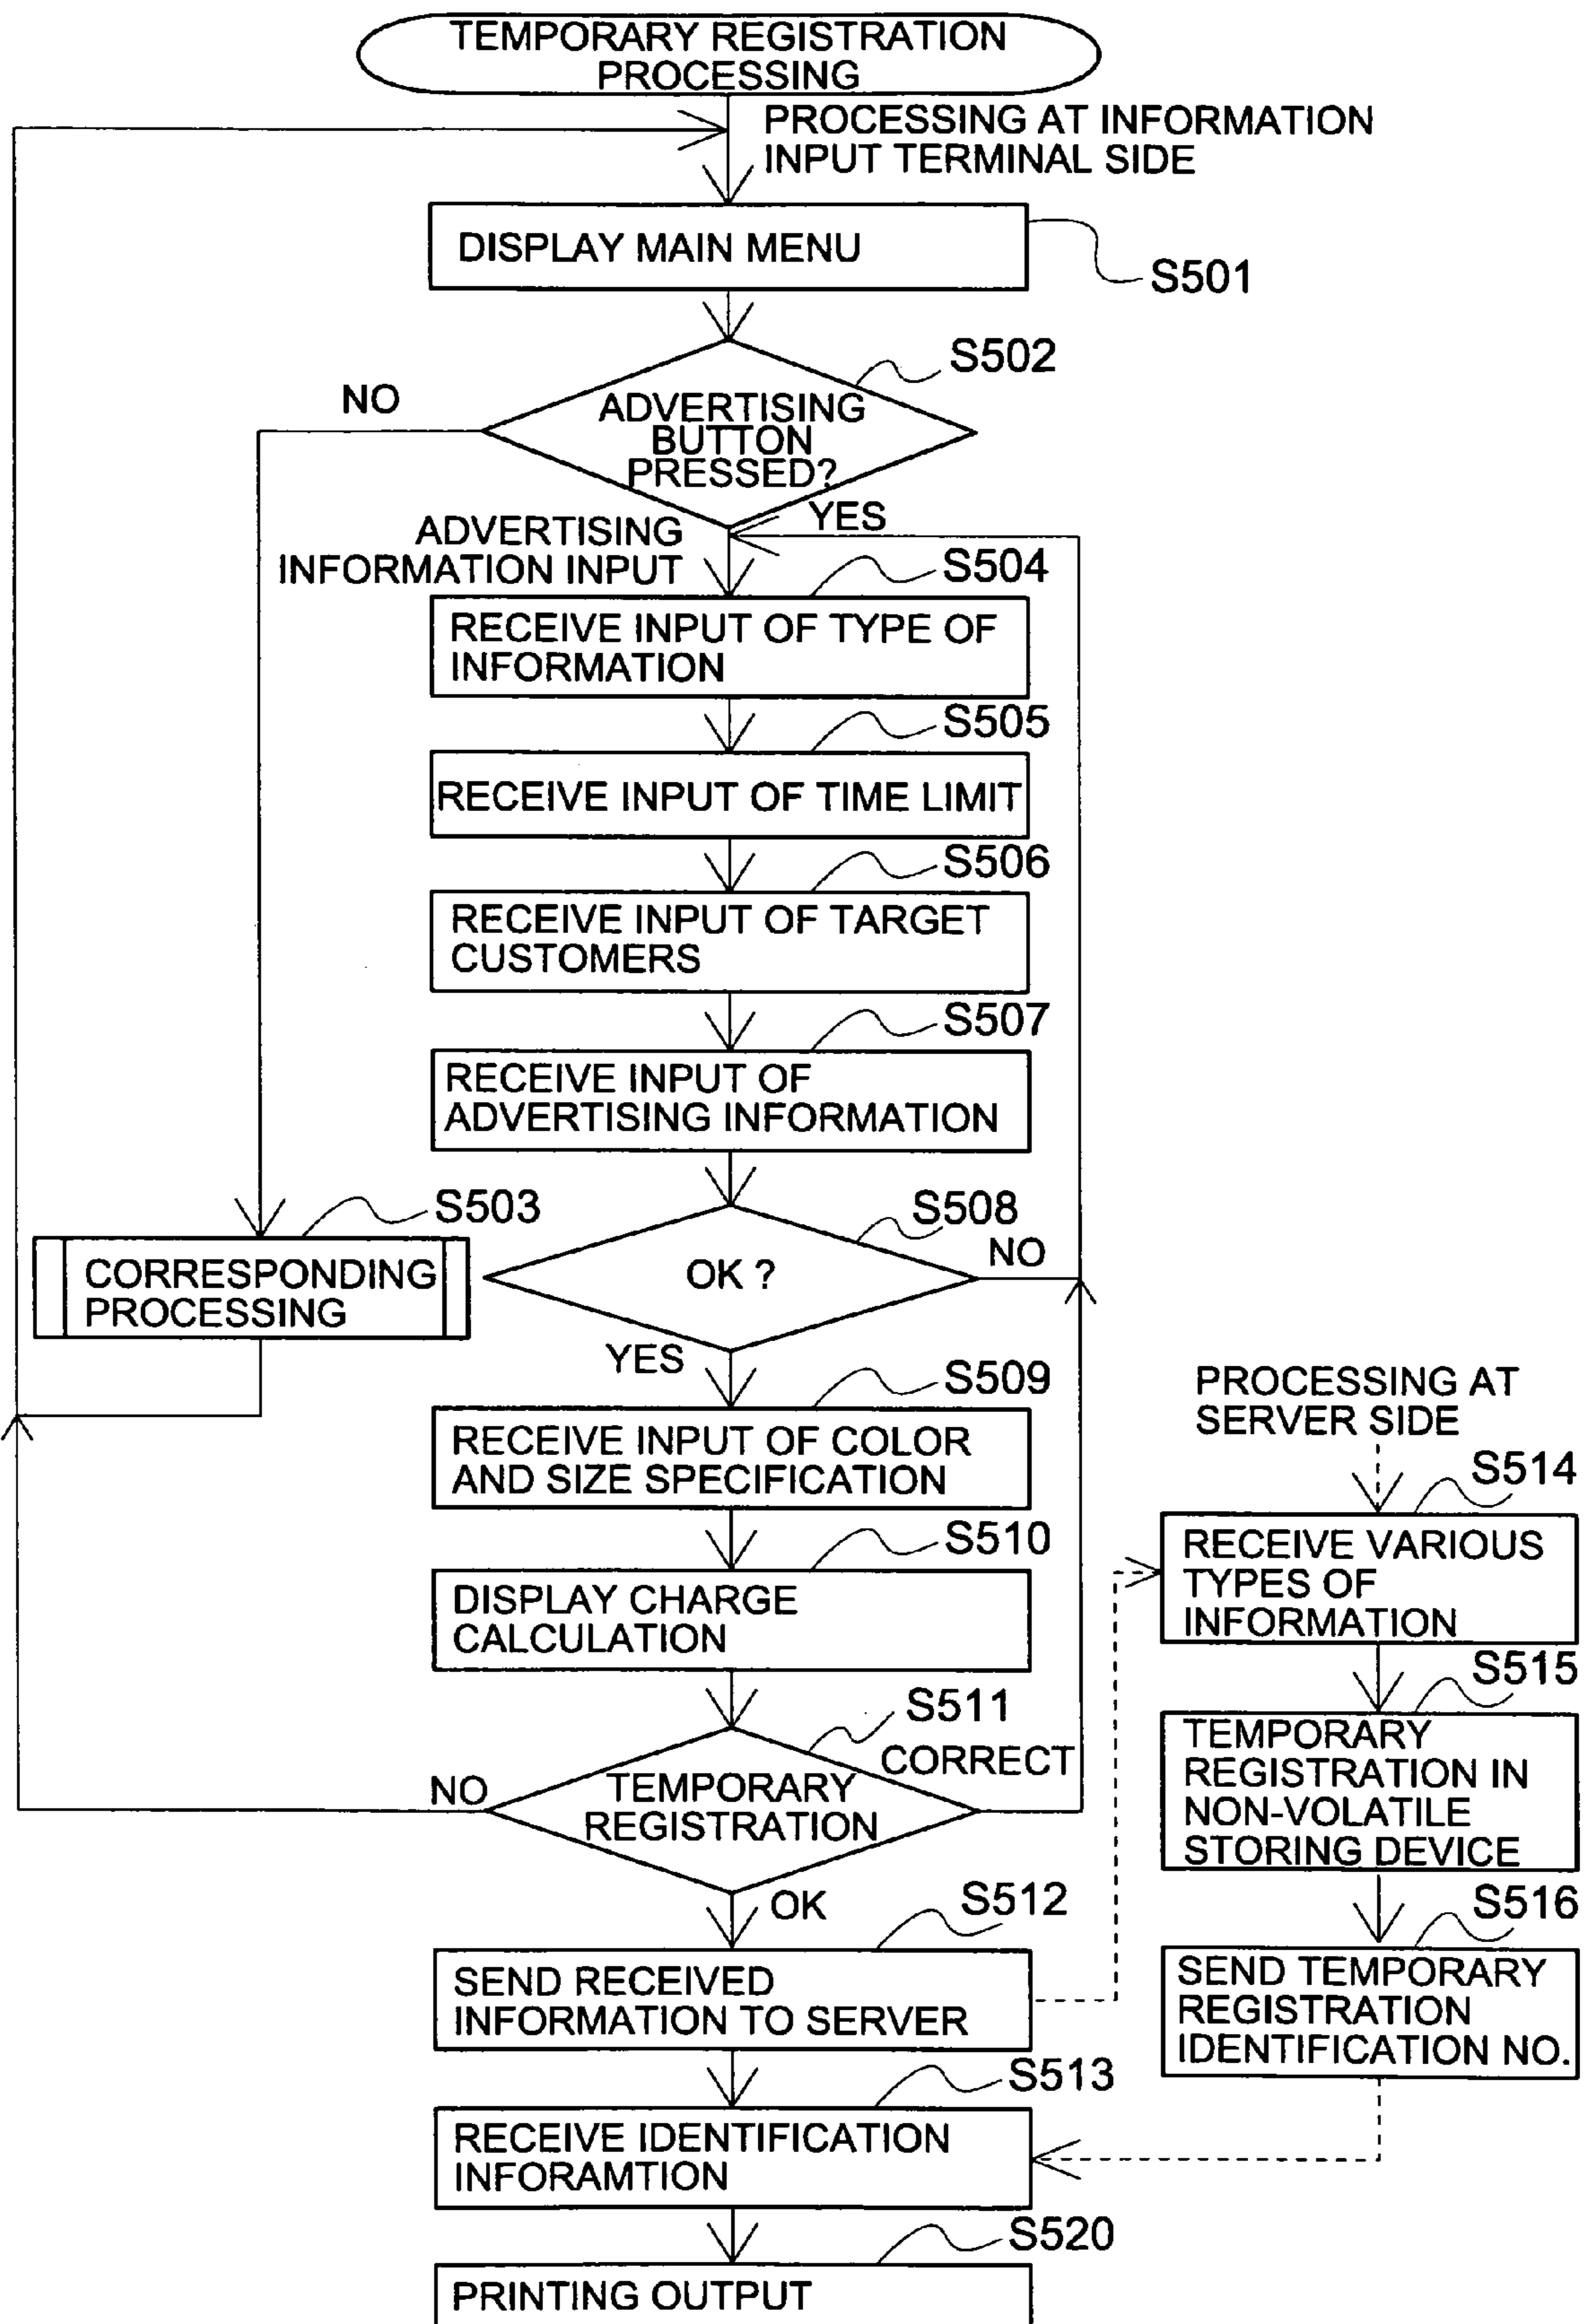 TEMPORARY REGISTRATION
PROCESSING
PROCESSING AT INFORMATION
INPUT TERMINAL SIDE
DISPLAY MAIN MENU
S501
S502
NO
ADVERTISING
BUTTON
PRESSED?
YES
ADVERTISING
INFORMATION INPUT
S504
RECEIVE INPUT OF TYPE OF
INFORMATION
S505
RECEIVE INPUT OF TIME LIMIT
S506
RECEIVE INPUT OF TARGET
CUSTOMERS
S507
RECEIVE INPUT OF
ADVERTISING INFORMATION
S503
CORRESPONDING
PROCESSING
S508
OK ?
NO
YES
S509
RECEIVE INPUT OF COLOR
AND SIZE SPECIFICATION
S510
DISPLAY CHARGE
CALCULATION
S511
CORRECT
NO
TEMPORARY
REGISTRATION
OK
S512
SEND RECEIVED
INFORMATION TO SERVER
S513
RECEIVE IDENTIFICATION
INFORAMTION
S520
PRINTING OUTPUT
PROCESSING AT
SERVER SIDE
S514
RECEIVE VARIOUS
TYPES OF
INFORMATION
S515
TEMPORARY
REGISTRATION IN
NON-VOLATILE
STORING DEVICE
S516
SEND TEMPORARY
REGISTRATION
IDENTIFICATION NO.